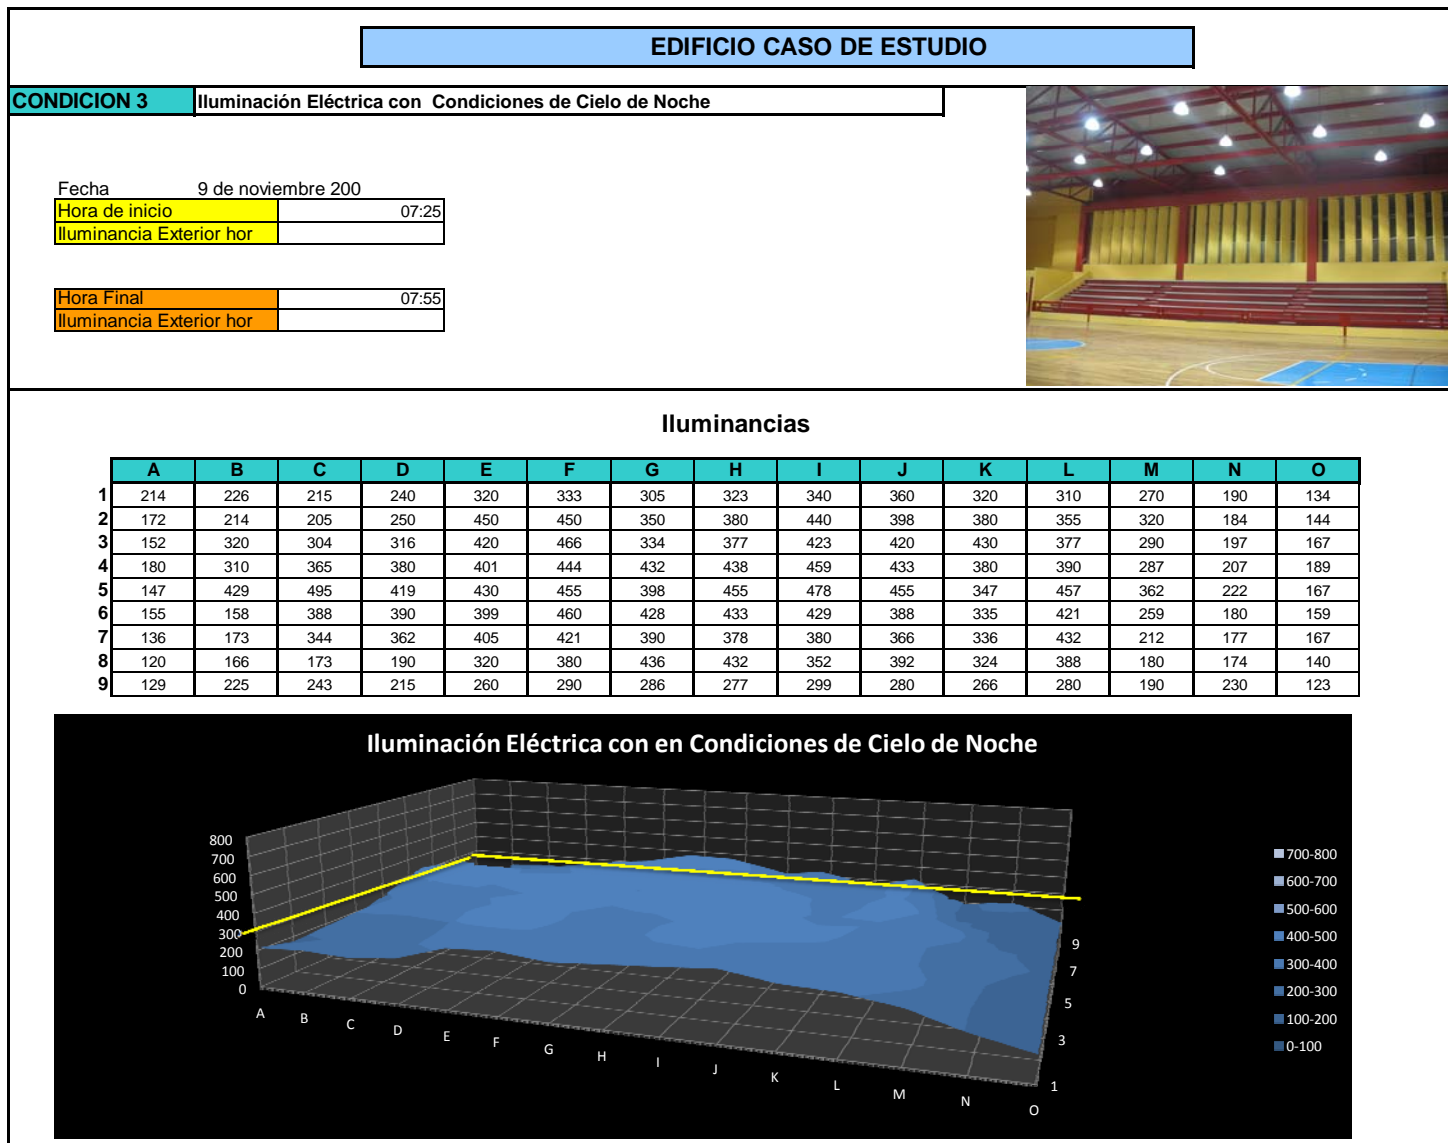 EDIFICIO CASO DE ESTUDIO
CONDICION 3 Iluminación Eléctrica con Condiciones de Cielo de Noche
Fecha 9 de noviembre 200
Hora de inicio 07:25
Iluminancia Exterior hor
Hora Final 07:55
Iluminancia Exterior hor
Iluminancias
A B C D E F G H I J K L M N O
1 214 226 215 240 320 333 305 323 340 360 320 310 270 190 134
2 172 214 205 250 450 450 350 380 440 398 380 355 320 184 144
3 152 320 304 316 420 466 334 377 423 420 430 377 290 197 167
4 180 310 365 380 401 444 432 438 459 433 380 390 287 207 189
5 147 429 495 419 430 455 398 455 478 455 347 457 362 222 167
6 155 158 388 390 399 460 428 433 429 388 335 421 259 180 159
7 136 173 344 362 405 421 390 378 380 366 336 432 212 177 167
8 120 166 173 190 320 380 436 432 352 392 324 388 180 174 140
9 129 225 243 215 260 290 286 277 299 280 266 280 190 230 123
Iluminación Eléctrica con en Condiciones de Cielo de Noche
800
700
600
500
400
300
200
100
0
A B C D E F G H I J K L M N O
9
7
5
3
1
700-800
600-700
500-600
400-500
300-400
200-300
100-200
0-100